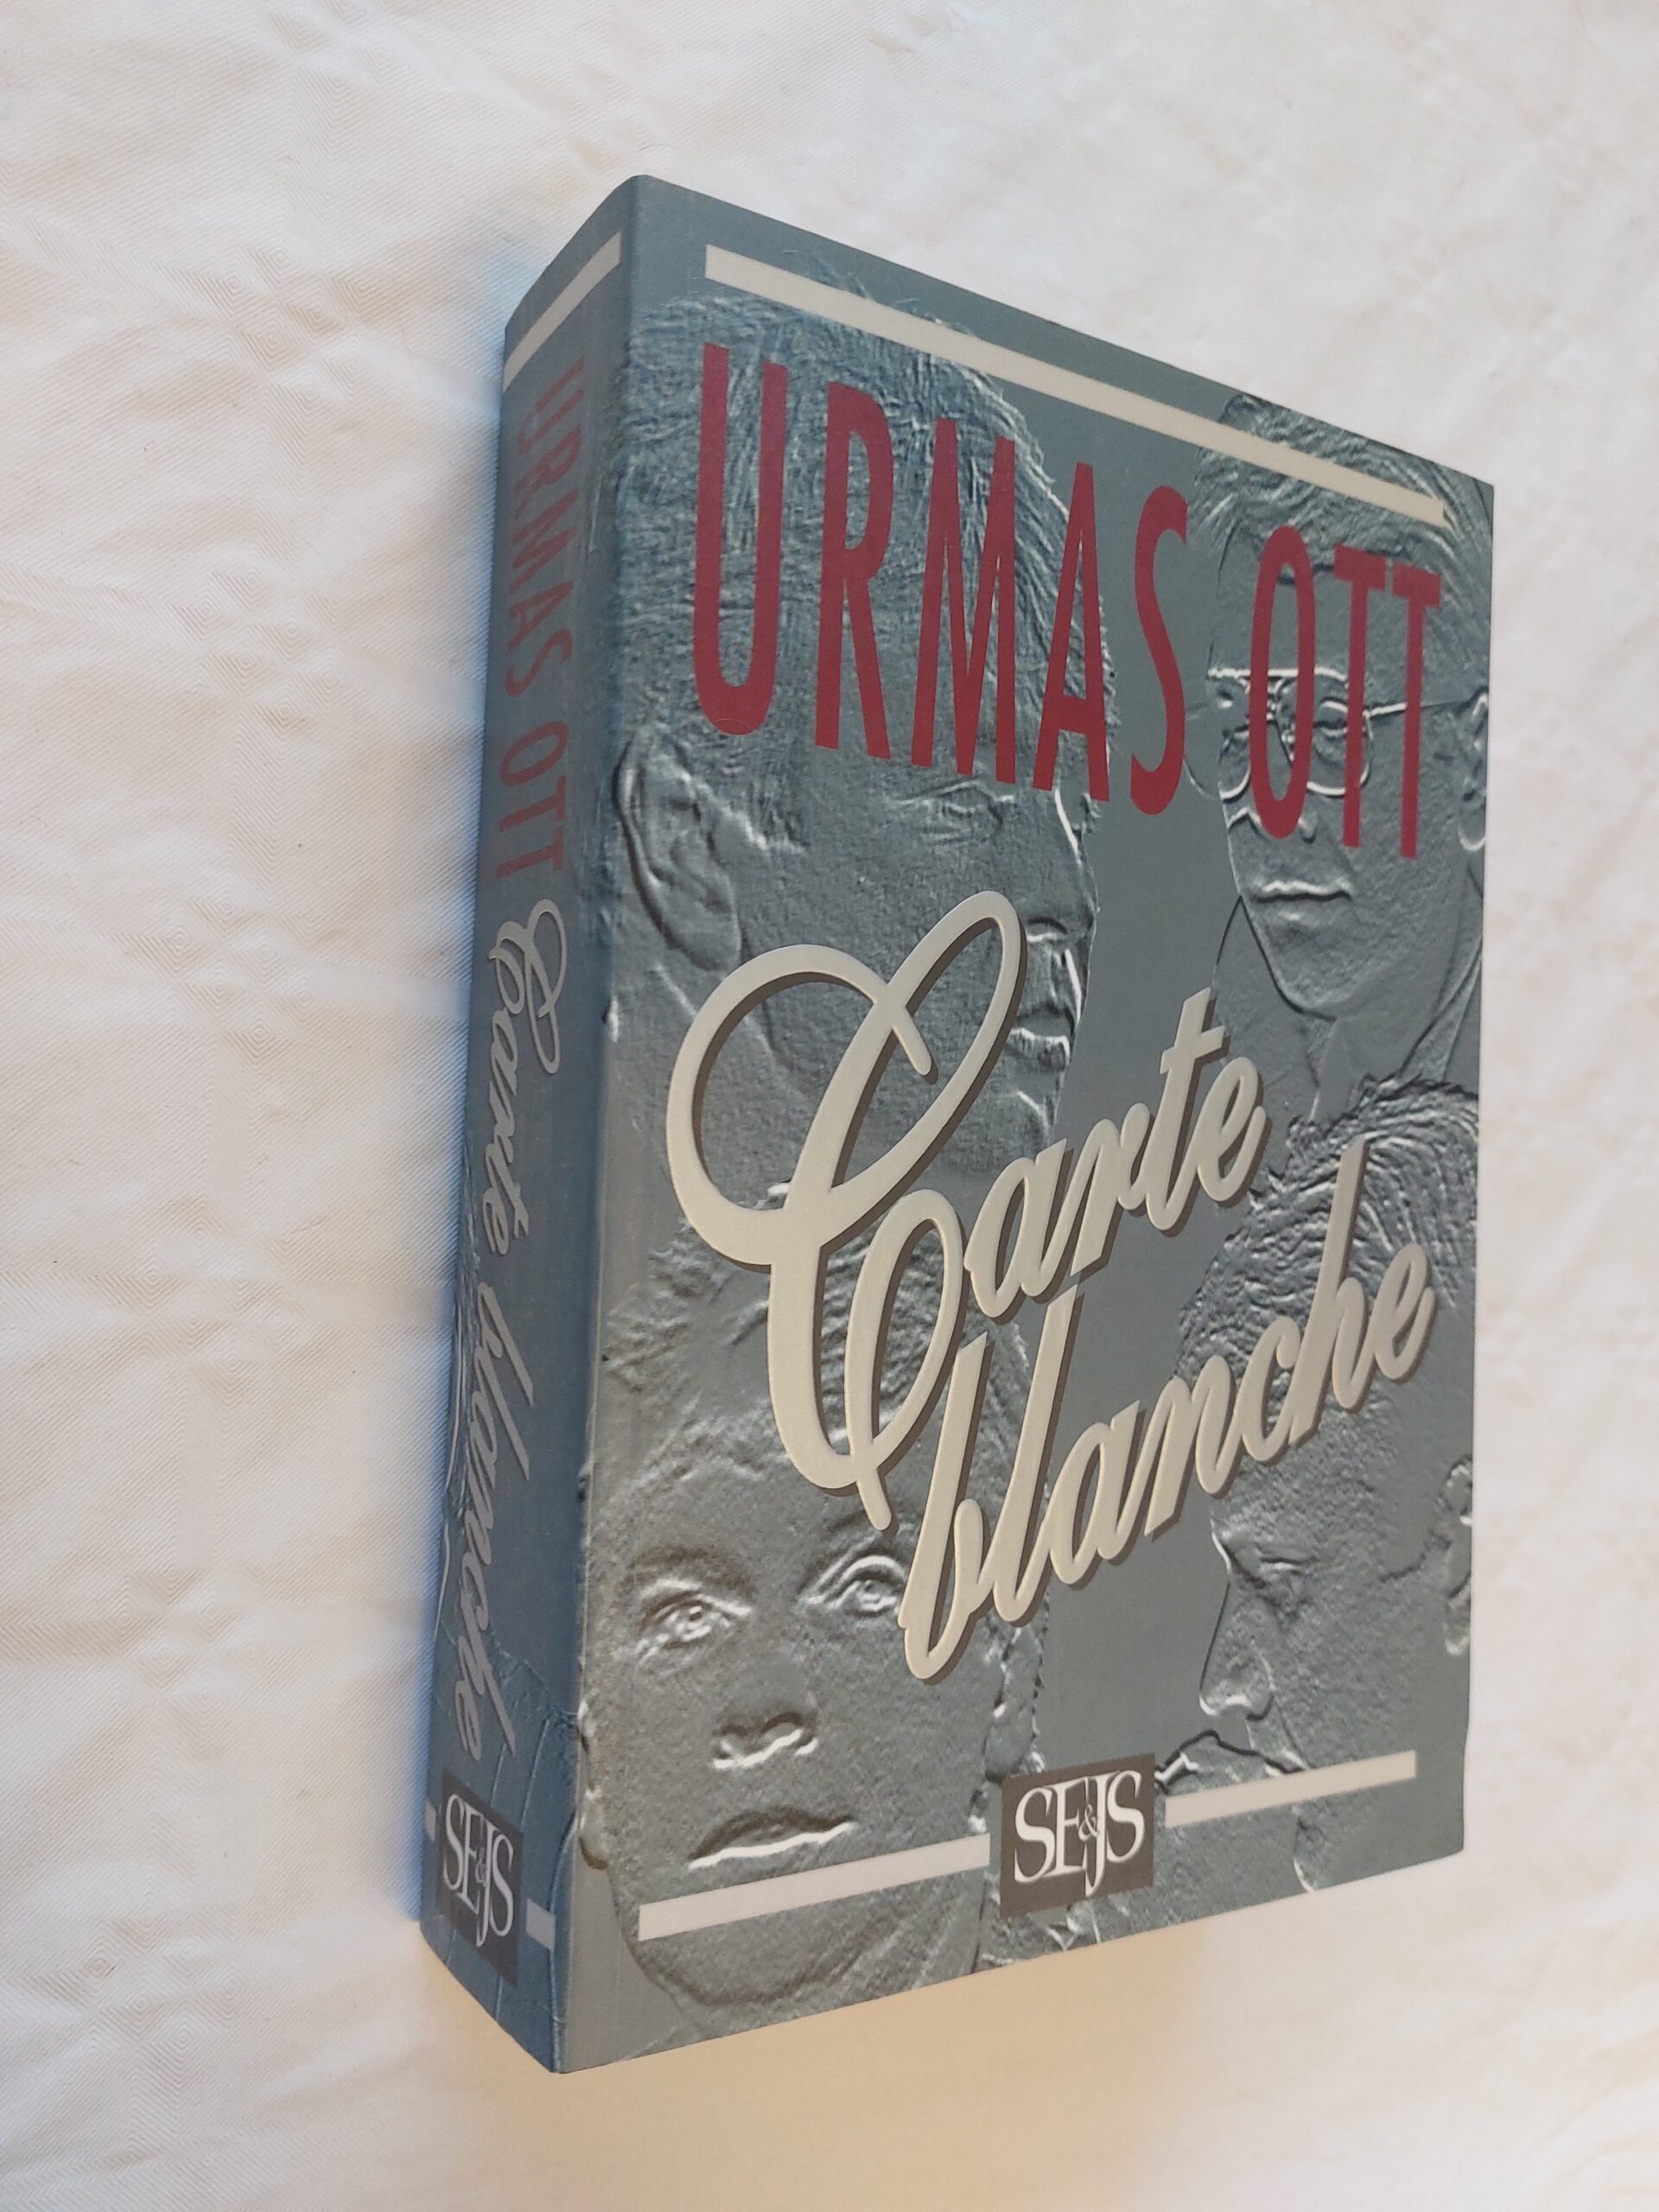 URMAS OTT
Carte
blanche
SE&JS
URMAS OTT Carte blanche
SE&JS